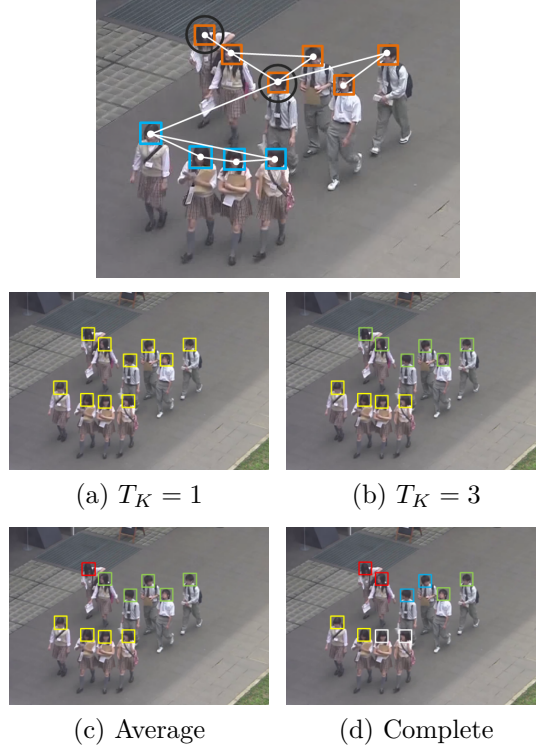 (a) T_K = 1
(b) T_K = 3
(c) Average
(d) Complete